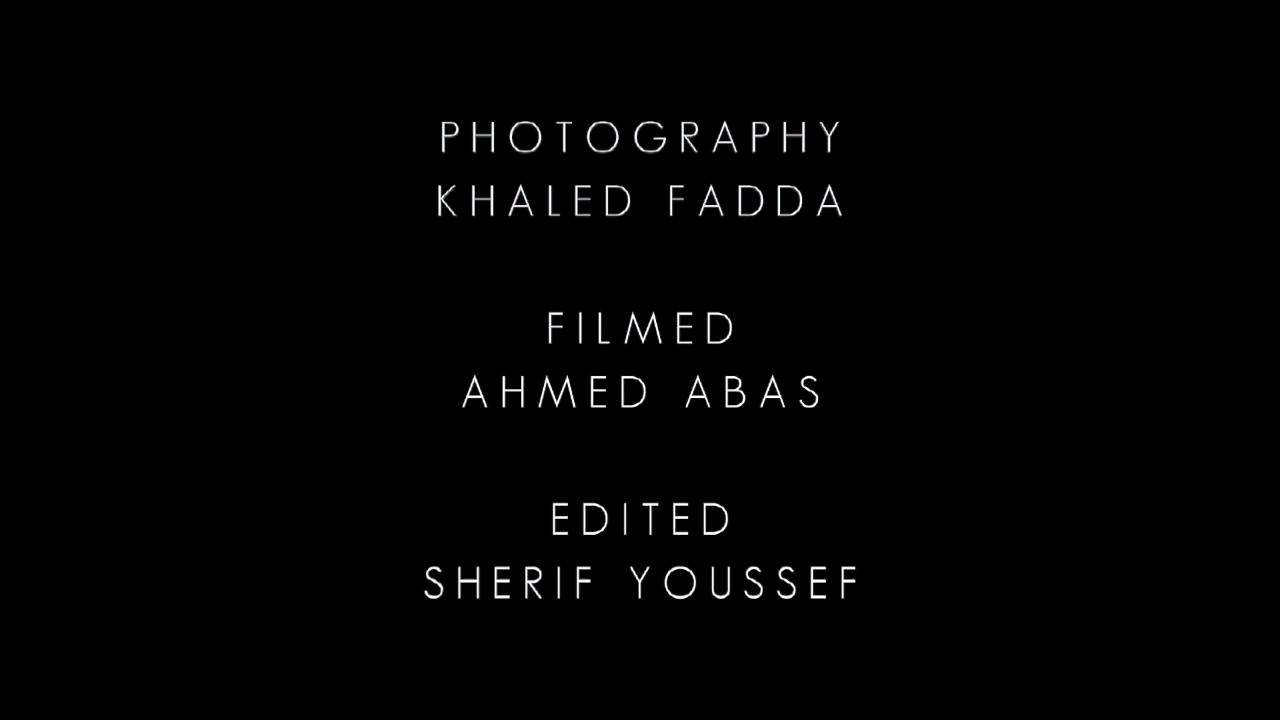 PHOTOGRAPHY
KHALED FADDA
FILMED
AHMED ABAS
EDITED
SHERIF YOUSSEF